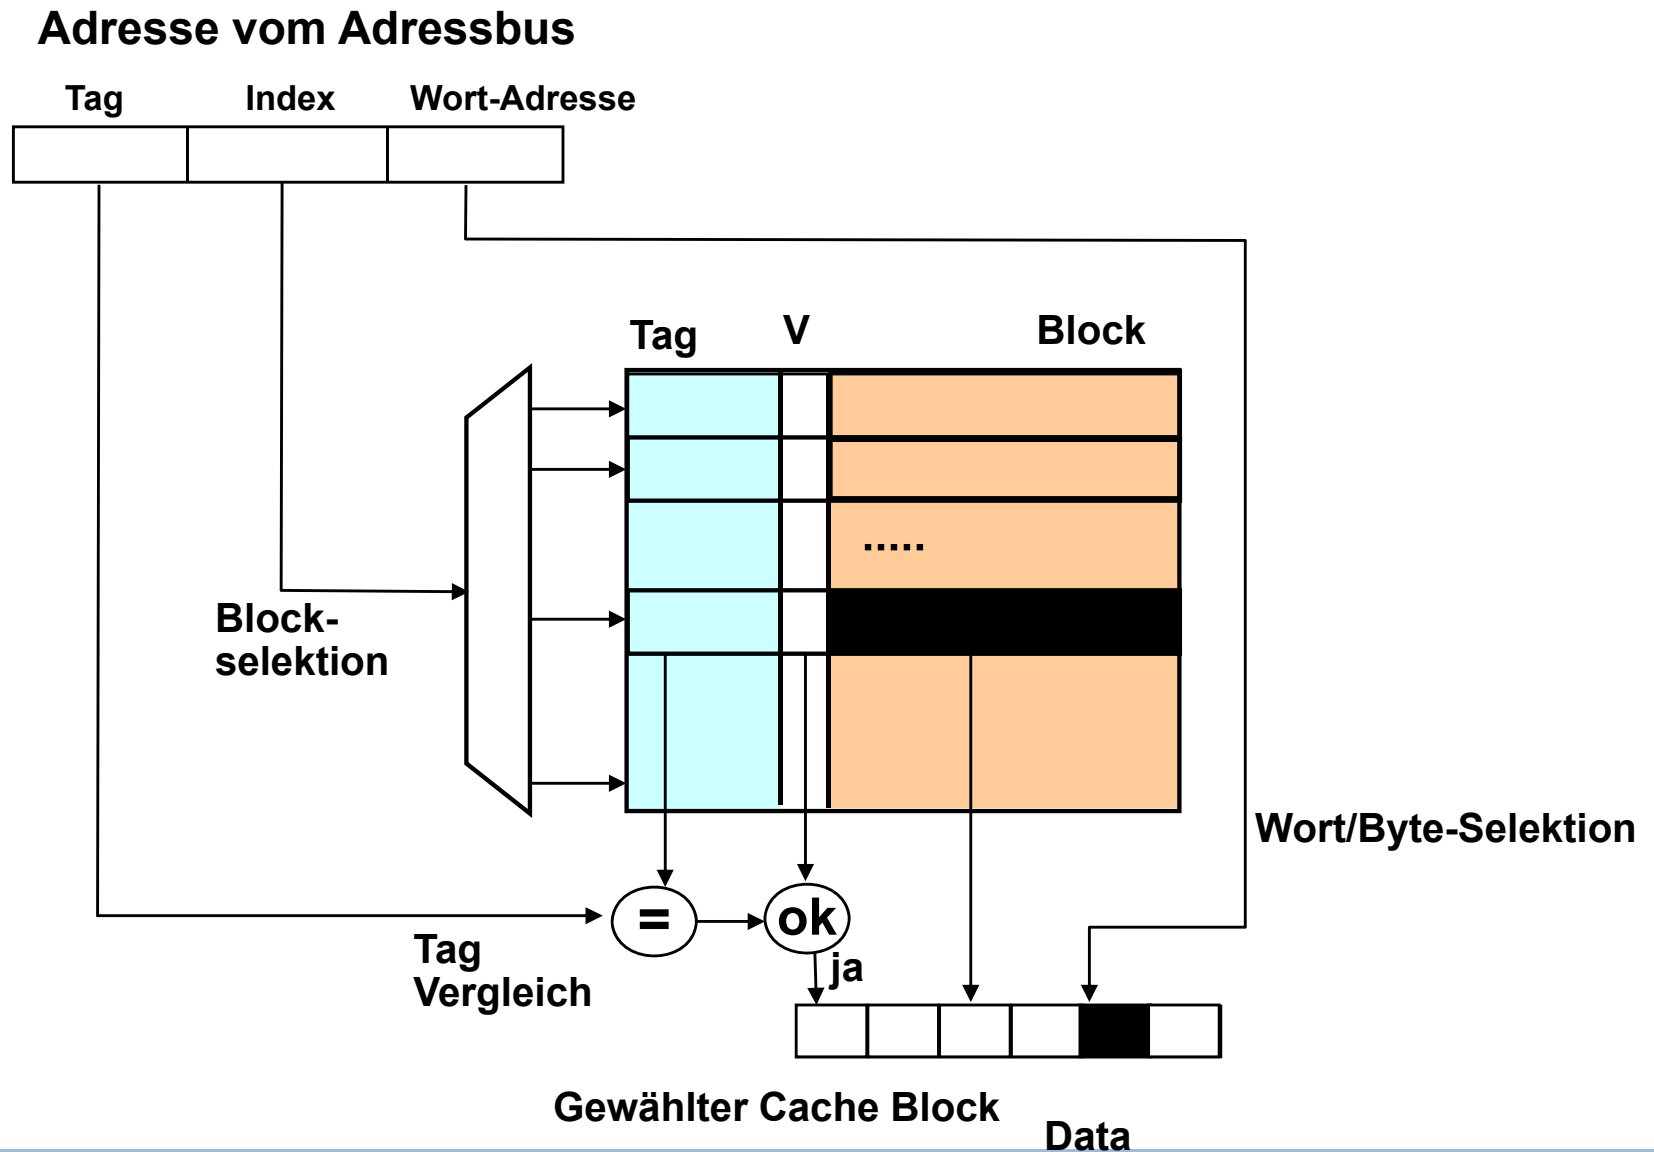 Adresse vom Adressbus
Tag Index Wort-Adresse
Tag V Block
.....
Block-
selektion
Wort/Byte-Selektion
= ok
Tag
Vergleich
ja
Gewählter Cache Block
Data